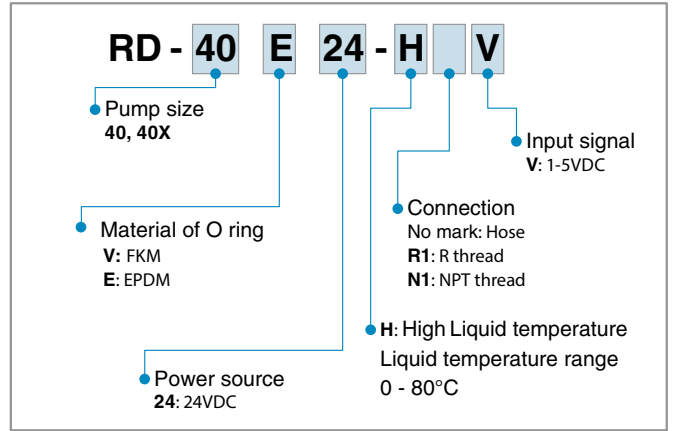 RD - 40 E 24 - H V
Pump size
40, 40X
Input signal
V: 1-5VDC
Connection
No mark: Hose
R1: R thread
N1: NPT thread
Material of O ring
V: FKM
E: EPDM
H: High Liquid temperature
Liquid temperature range
0 - 80°C
Power source
24: 24VDC